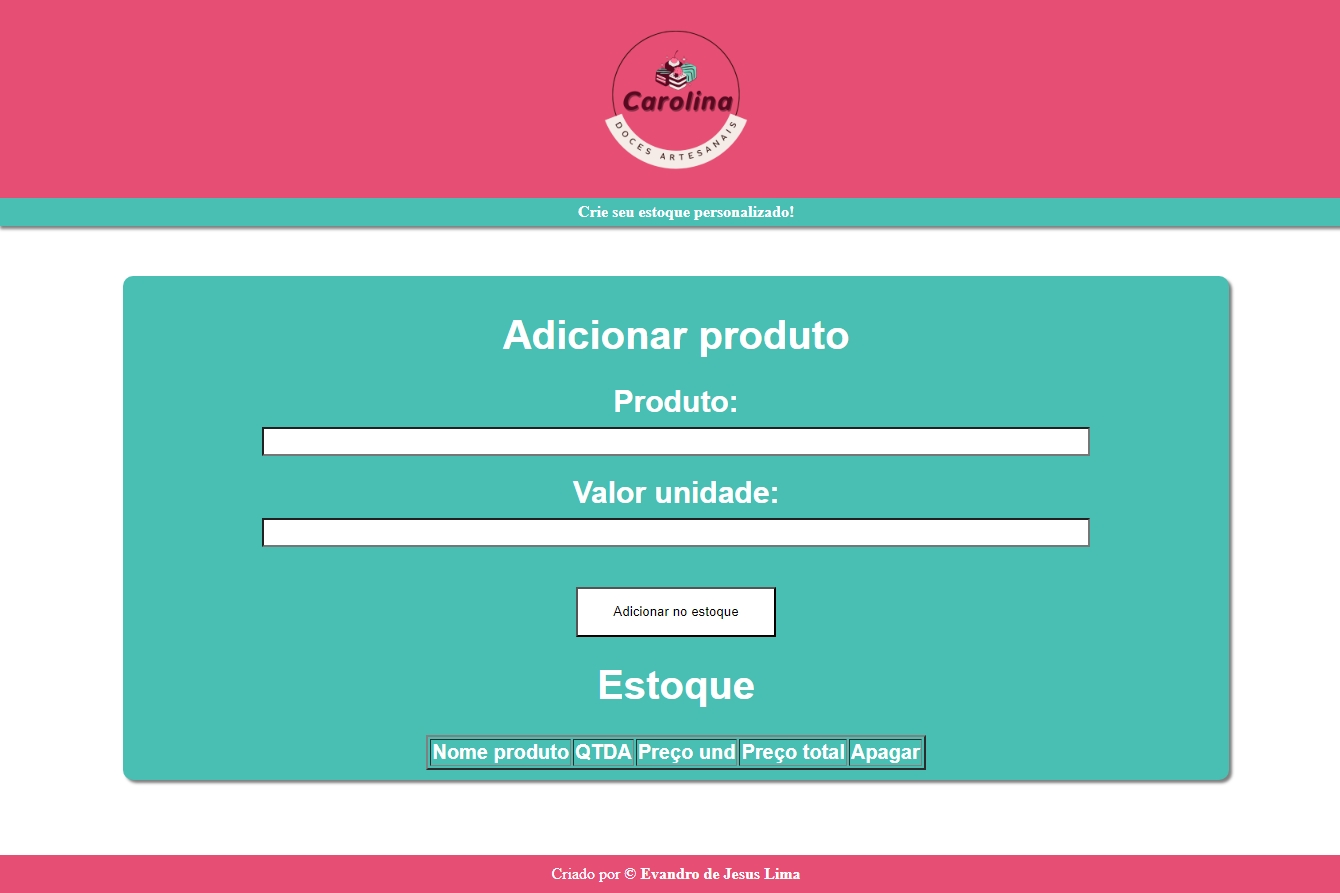 Carolina
DOCES ARTESANAIS
Crie seu estoque personalizado!
Adicionar produto
Produto:
Valor unidade:
Adicionar no estoque
Estoque
Nome produto QTDA Preço und Preço total Apagar
Criado por © Evandro de Jesus Lima